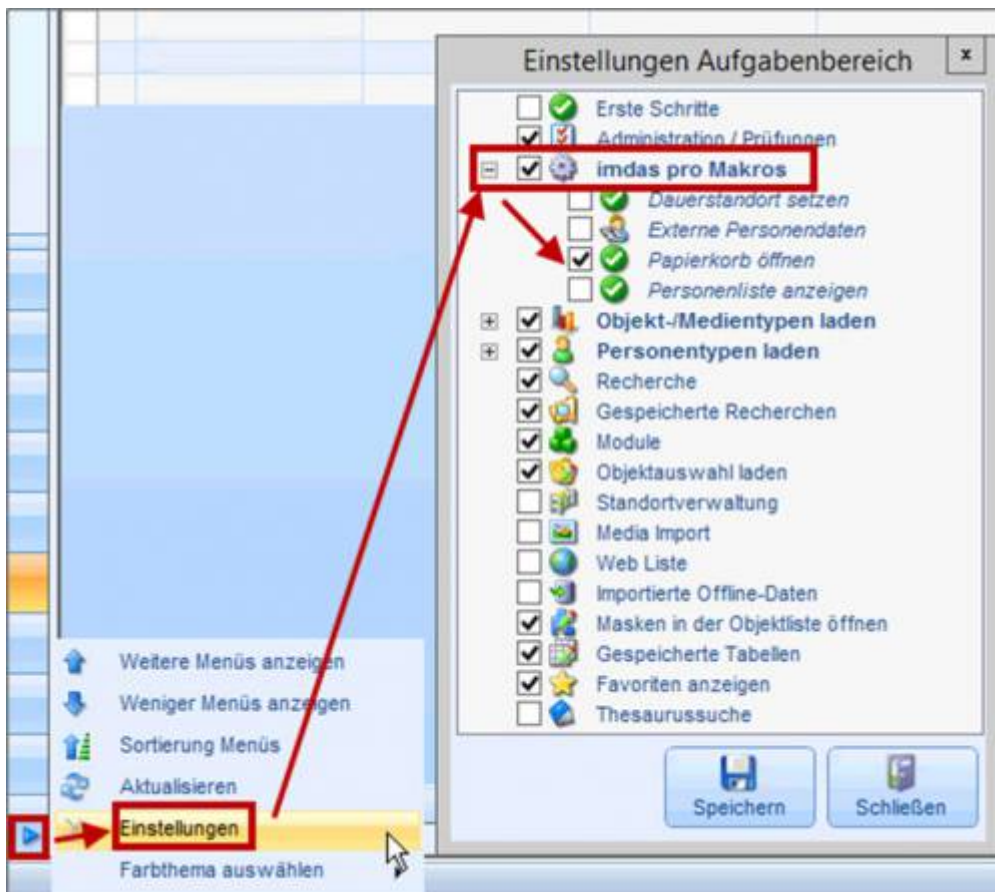 Einstellungen Aufgabenbereich
x
Erste Schritte
Administration / Prüfungen
imdas pro Makros
Dauerstandort setzen
Externe Personendaten
Papierkorb öffnen
Personenliste anzeigen
Objekt-/Medientypen laden
Personentypen laden
Recherche
Gespeicherte Recherchen
Module
Objektauswahl laden
Standortverwaltung
Media Import
Web Liste
Importierte Offline-Daten
Masken in der Objektliste öffnen
Gespeicherte Tabellen
Favoriten anzeigen
Thesaurussuche
Speichern
Schließen
Weitere Menüs anzeigen
Weniger Menüs anzeigen
Sortierung Menüs
Aktualisieren
Einstellungen
Farbthema auswählen